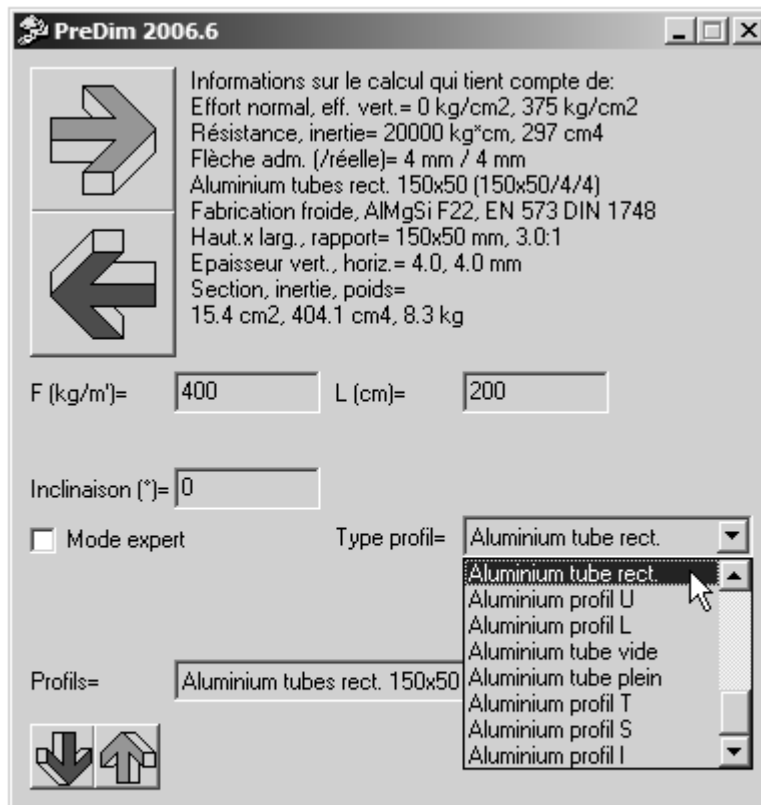 PreDim 2006.6
Informations sur le calcul qui tient compte de:
Effort normal, eff. vert.= 0 kg/cm2, 375 kg/cm2
Résistance, inertie= 20000 kg*cm, 297 cm4
Flèche adm. (/réelle)= 4 mm / 4 mm
Aluminium tubes rect. 150x50 (150x50/4/4)
Fabrication froide, AlMgSi F22, EN 573 DIN 1748
Haut.x larg., rapport= 150x50 mm, 3.0:1
Epaisseur vert., horiz.= 4.0, 4.0 mm
Section, inertie, poids=
15.4 cm2, 404.1 cm4, 8.3 kg
F (kg/m')= 400 L (cm)= 200
Inclinaison (°)= 0
Mode expert Type profil= Aluminium tube rect.
Aluminium tube rect.
Aluminium profil U
Aluminium profil L
Aluminium tube vide
Aluminium tube plein
Aluminium profil T
Aluminium profil S
Aluminium profil I
Profils= Aluminium tubes rect. 150x50